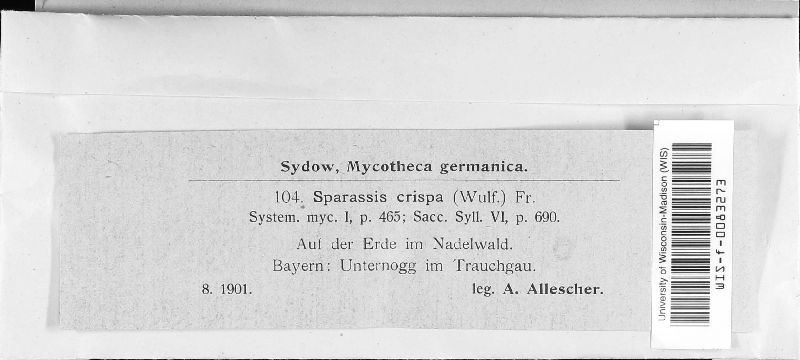 Sydow, Mycotheca germanica.
104. Sparassis crispa (Wulf.) Fr.
System. myc. I, p. 465; Sacc. Syll. VI, p. 690.
Auf der Erde im Nadelwald.
Bayern: Unternogg im Trauchgau.
8. 1901. leg. A. Allescher.
University of Wisconsin-Madison (WIS)
WIS-f-0063273